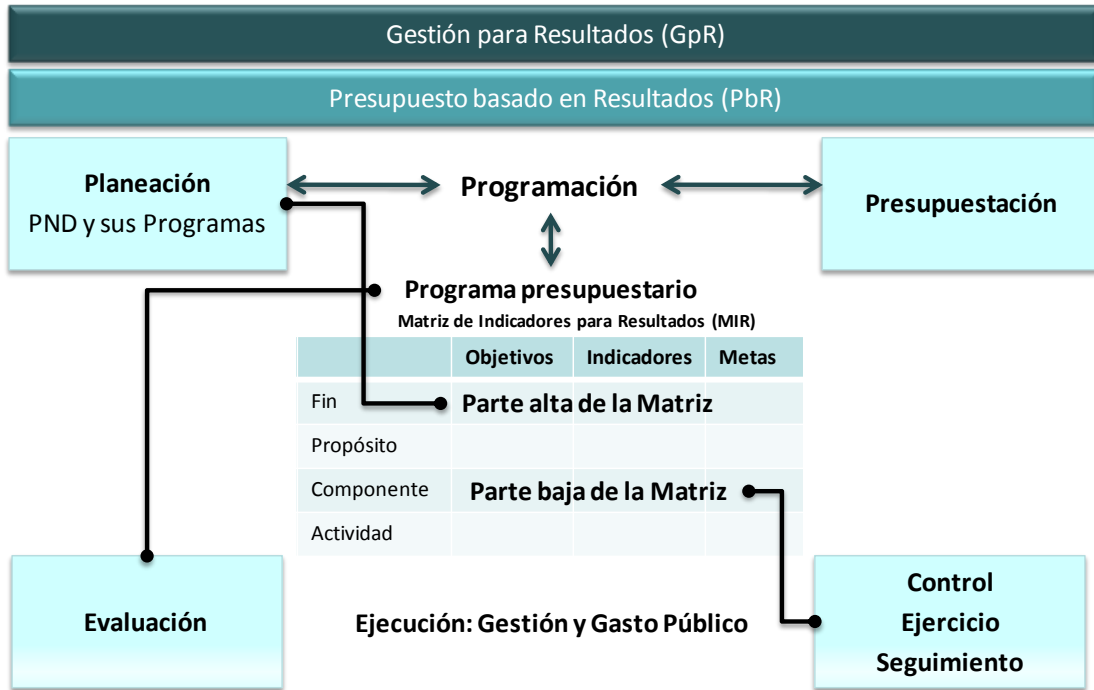 Gestión para Resultados (GpR)
Presupuesto basado en Resultados (PbR)
Planeación
PND y sus Programas
Programación
Presupuestación
Programa presupuestario
Matriz de Indicadores para Resultados (MIR)
Objetivos Indicadores Metas
Fin Parte alta de la Matriz
Propósito
Componente Parte baja de la Matriz
Actividad
Evaluación
Ejecución: Gestión y Gasto Público
Control
Ejercicio
Seguimiento